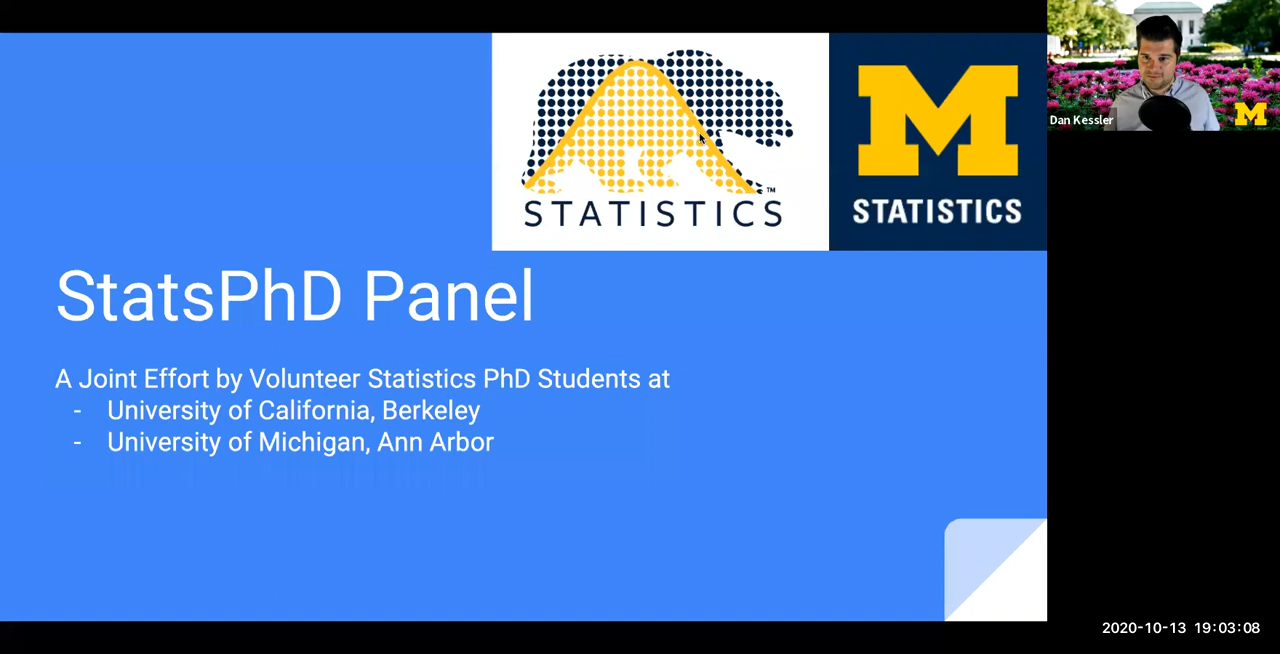 STATISTICS
™
M
STATISTICS
Dan Kessler
M
StatsPhD Panel
A Joint Effort by Volunteer Statistics PhD Students at
- University of California, Berkeley
- University of Michigan, Ann Arbor
2020-10-13 19:03:08